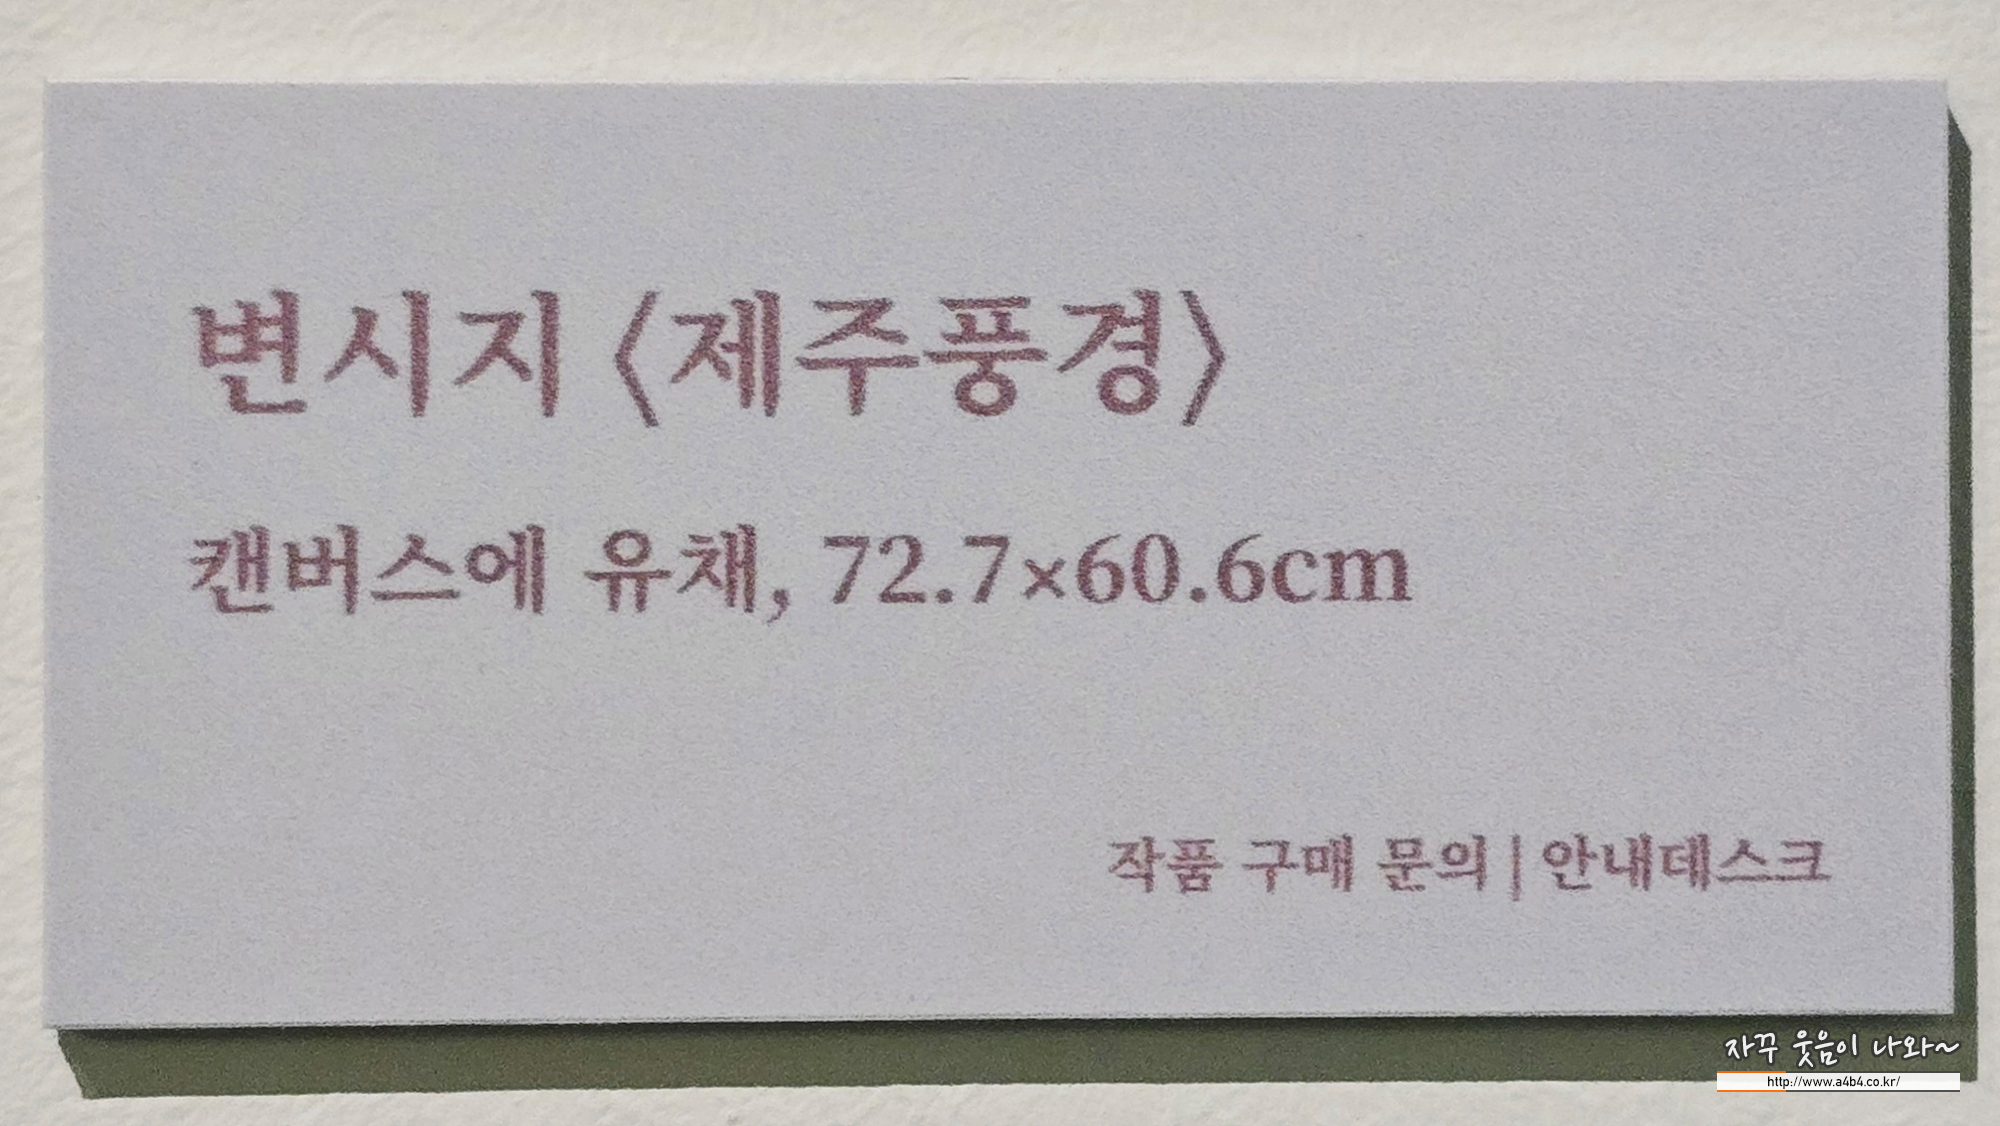 변시지 〈제주풍경〉
캔버스에 유채, 72.7×60.6cm
작품 구매 문의 | 안내데스크
자꾸 웃음이 나와~
http://www.a4b4.co.kr/